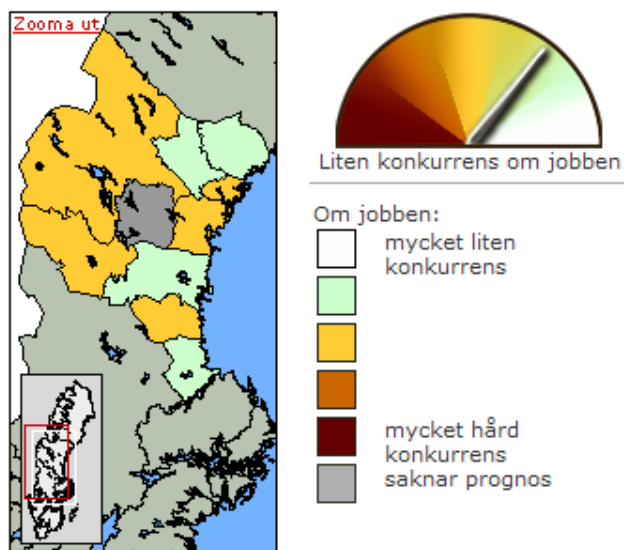 Zooma ut
Liten konkurrens om jobben
Om jobben:
mycket liten
konkurrens
mycket hård
konkurrens
saknar prognos